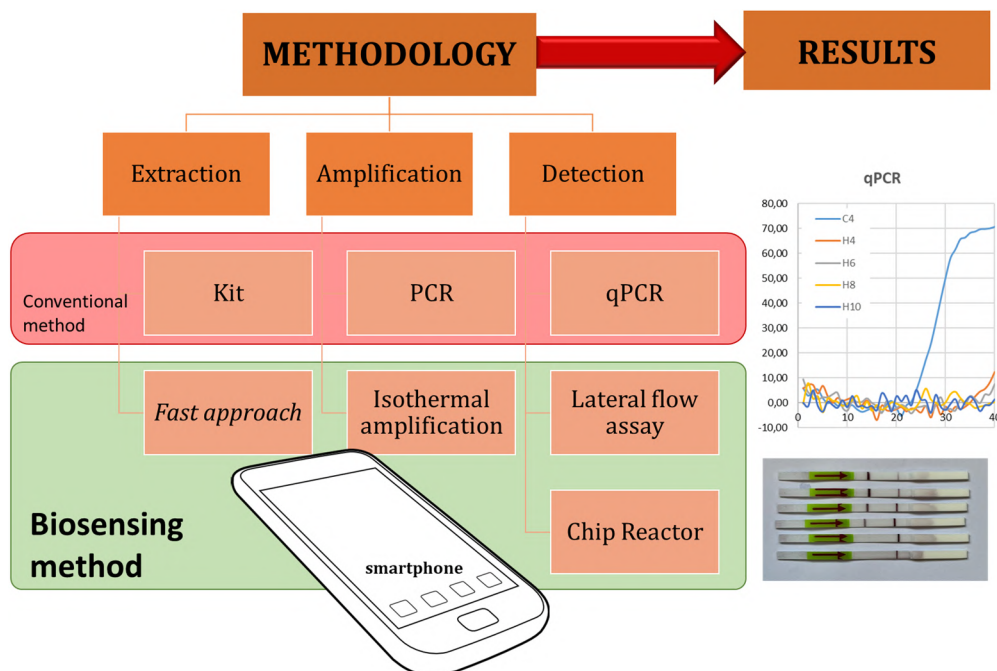 METHODOLOGY
RESULTS
Extraction
Amplification
Detection
Conventional
method
Kit
PCR
qPCR
Fast approach
Isothermal
amplification
Lateral flow
assay
Chip Reactor
Biosensing
method
smartphone
qPCR
80,00
70,00
60,00
50,00
40,00
30,00
20,00
10,00
0,00
-10,00
C4
H4
H6
H8
H10
0
10
20
30
40